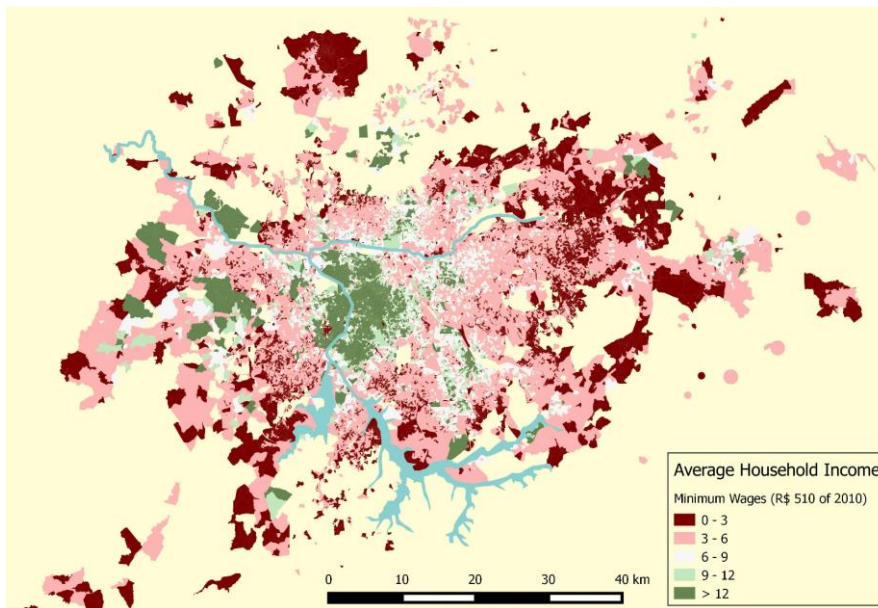 Average Household Income
Minimum Wages (R$ 510 of 2010)
0 - 3
3 - 6
6 - 9
9 - 12
> 12
0 10 20 30 40 km